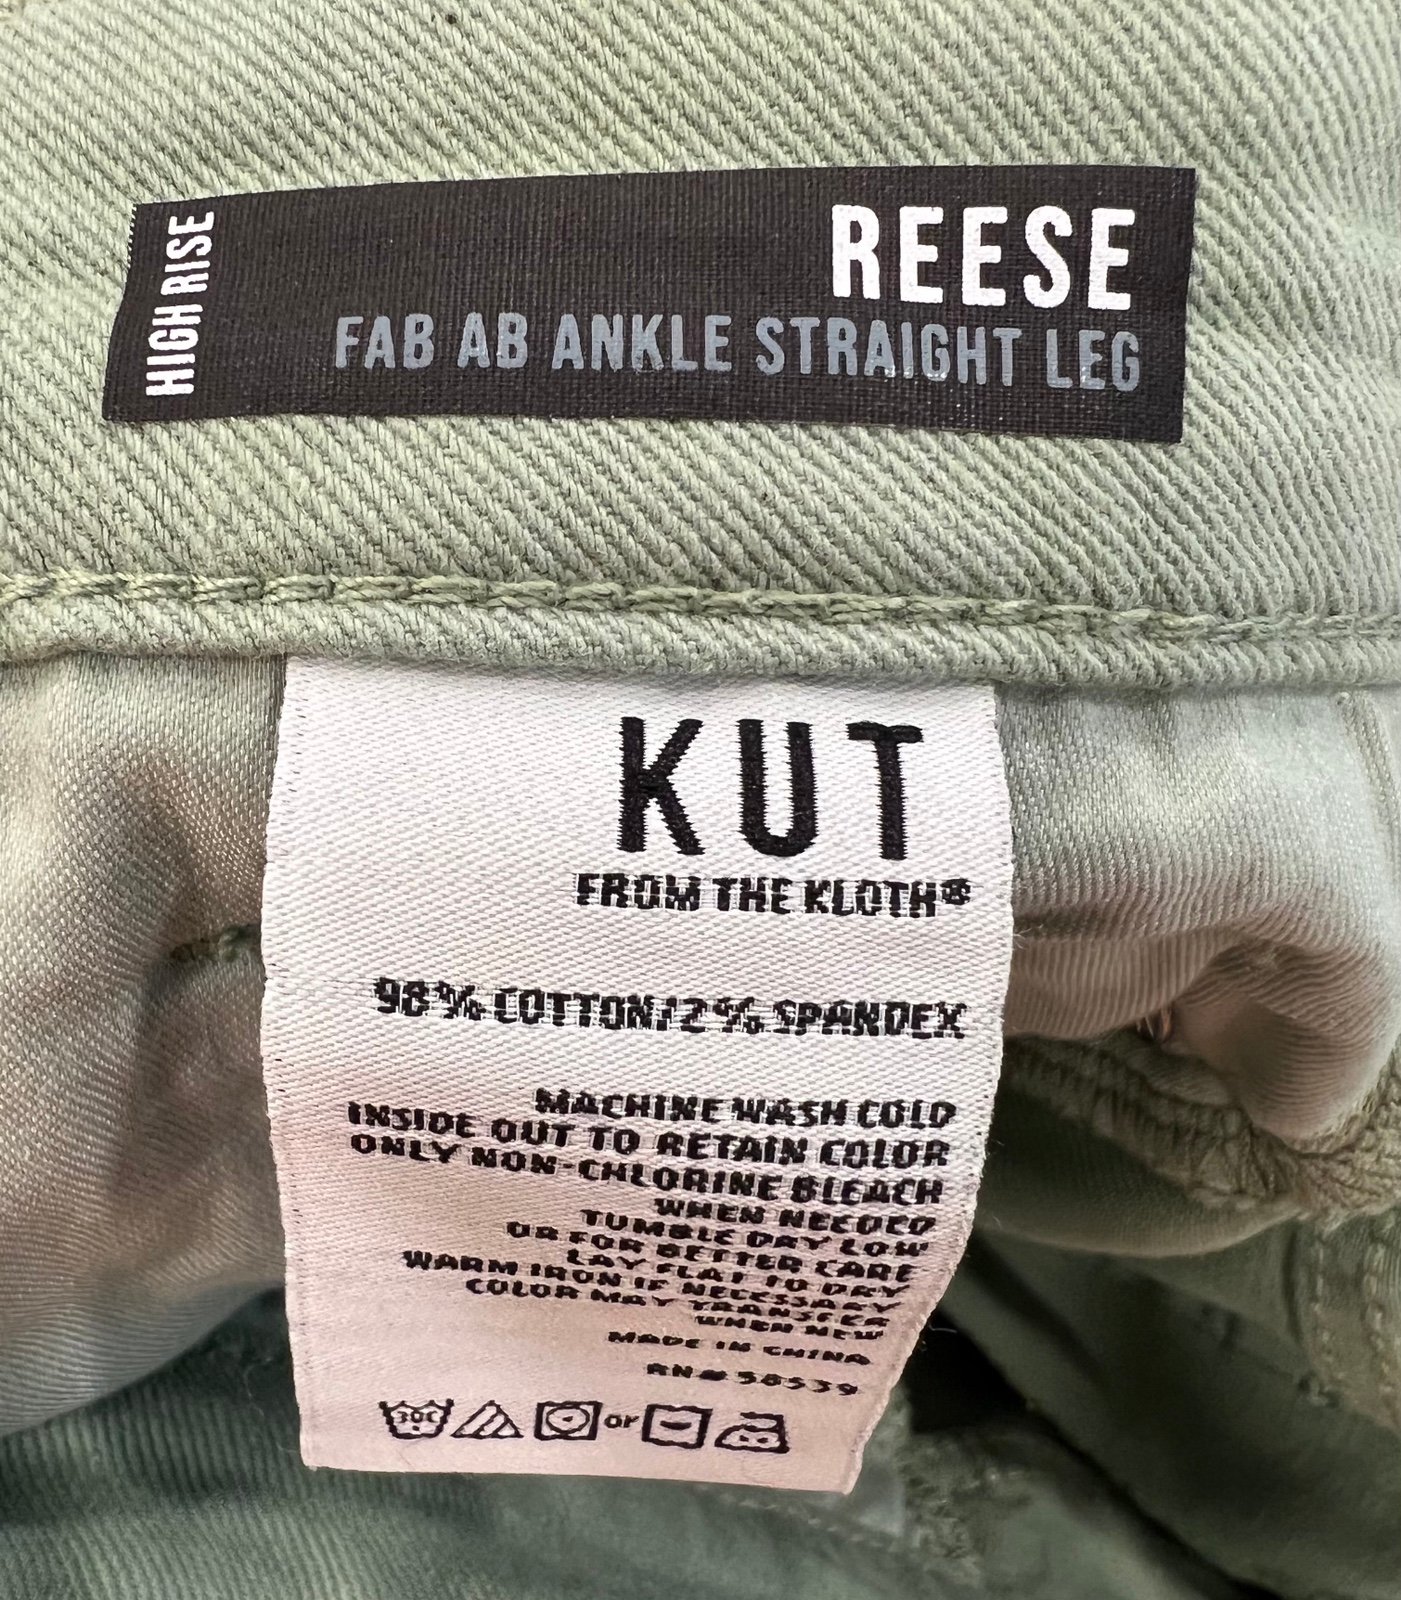 HIGH RISE
REESE
FAB AB ANKLE STRAIGHT LEG
KUT
FROM THE KLOTH®
98% COTTON/2% SPANDEX
MACHINE WASH COLD
INSIDE OUT TO RETAIN COLOR
ONLY NON-CHLORINE BLEACH
WHEN NEEDED
TUMBLE DRY LOW
OR FOR BETTER CARE
LAY FLAT TO DRY
WARM IRON IF NECESSARY
COLOR MAY TRANSFER
WHEN NEW
MADE IN CHINA
RN# 58539
30C or